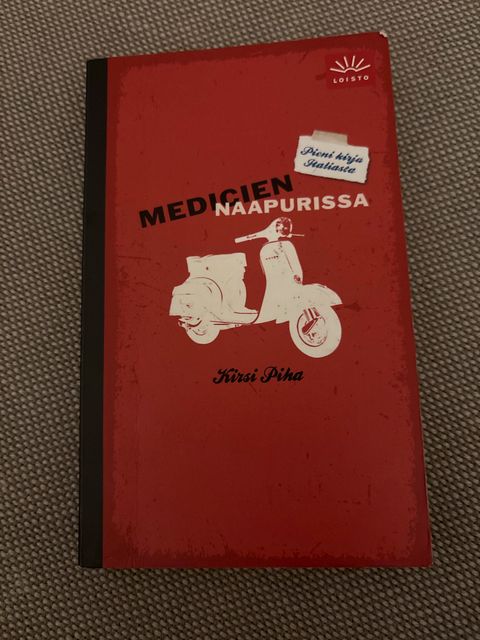 LOISTO
Pieni kirja
Italiasta
MEDICIEN
NAAPURISSA
Kirsi Piha